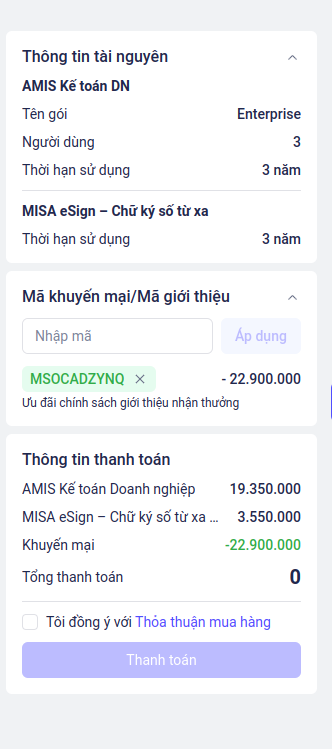 Thông tin tài nguyên
AMIS Kế toán DN
Tên gói Enterprise
Người dùng 3
Thời hạn sử dụng 3 năm
MISA eSign – Chữ ký số từ xa
Thời hạn sử dụng 3 năm
Mã khuyến mại/Mã giới thiệu
Nhập mã Áp dụng
MSOCADZYNQ × - 22.900.000
Ưu đãi chính sách giới thiệu nhận thưởng
Thông tin thanh toán
AMIS Kế toán Doanh nghiệp 19.350.000
MISA eSign – Chữ ký số từ xa ... 3.550.000
Khuyến mại -22.900.000
Tổng thanh toán 0
Tôi đồng ý với Thỏa thuận mua hàng
Thanh toán